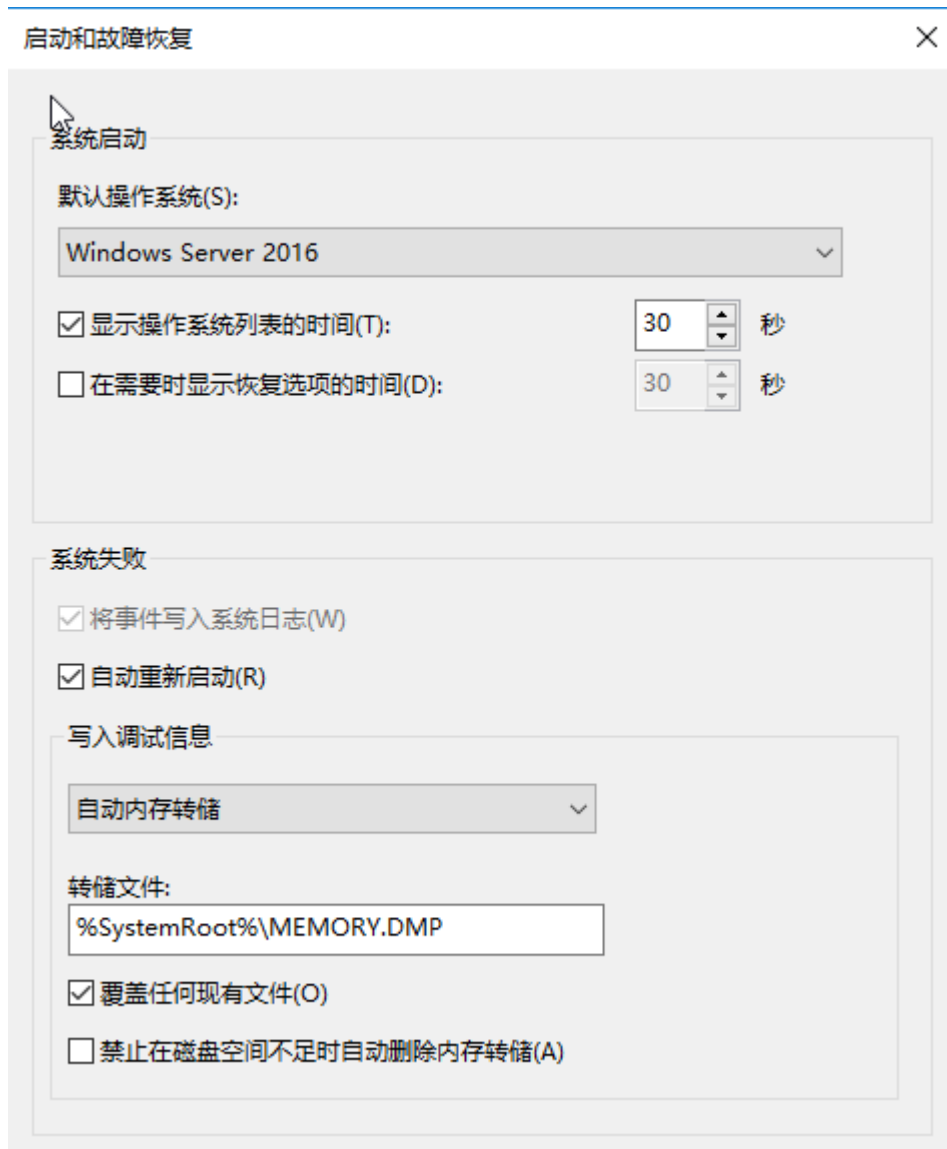 启动和故障恢复
系统启动
默认操作系统(S):
Windows Server 2016
显示操作系统列表的时间(T): 30 秒
在需要时显示恢复选项的时间(D): 30 秒
系统失败
将事件写入系统日志(W)
自动重新启动(R)
写入调试信息
自动内存转储
转储文件:
%SystemRoot%\MEMORY.DMP
覆盖任何现有文件(O)
禁止在磁盘空间不足时自动删除内存转储(A)